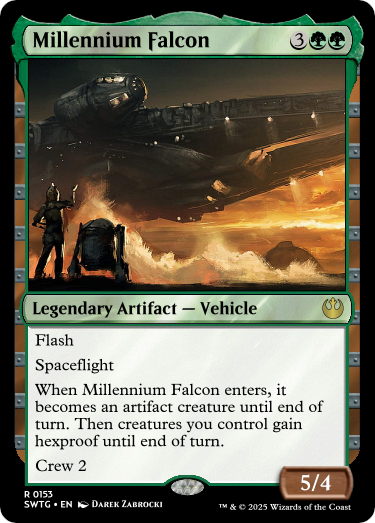 Millennium Falcon 3
Legendary Artifact — Vehicle
Flash
Spaceflight
When Millennium Falcon enters, it
becomes an artifact creature until end of
turn. Then creatures you control gain
hexproof until end of turn.
Crew 2
5/4
R 0153
SWTG • EN Darek Zabrocki
™ & © 2025 Wizards of the Coast